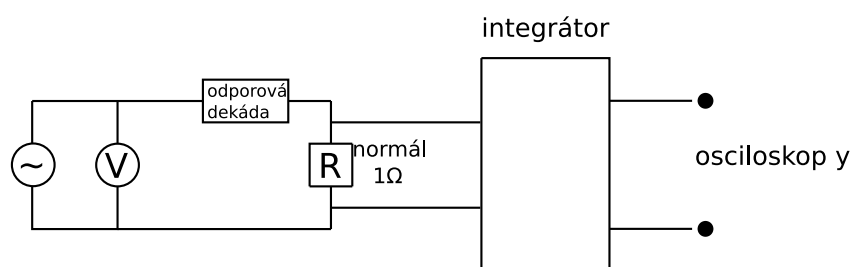 integrátor
odporová
dekáda
~
V
R
normál
1Ω
osciloskop y